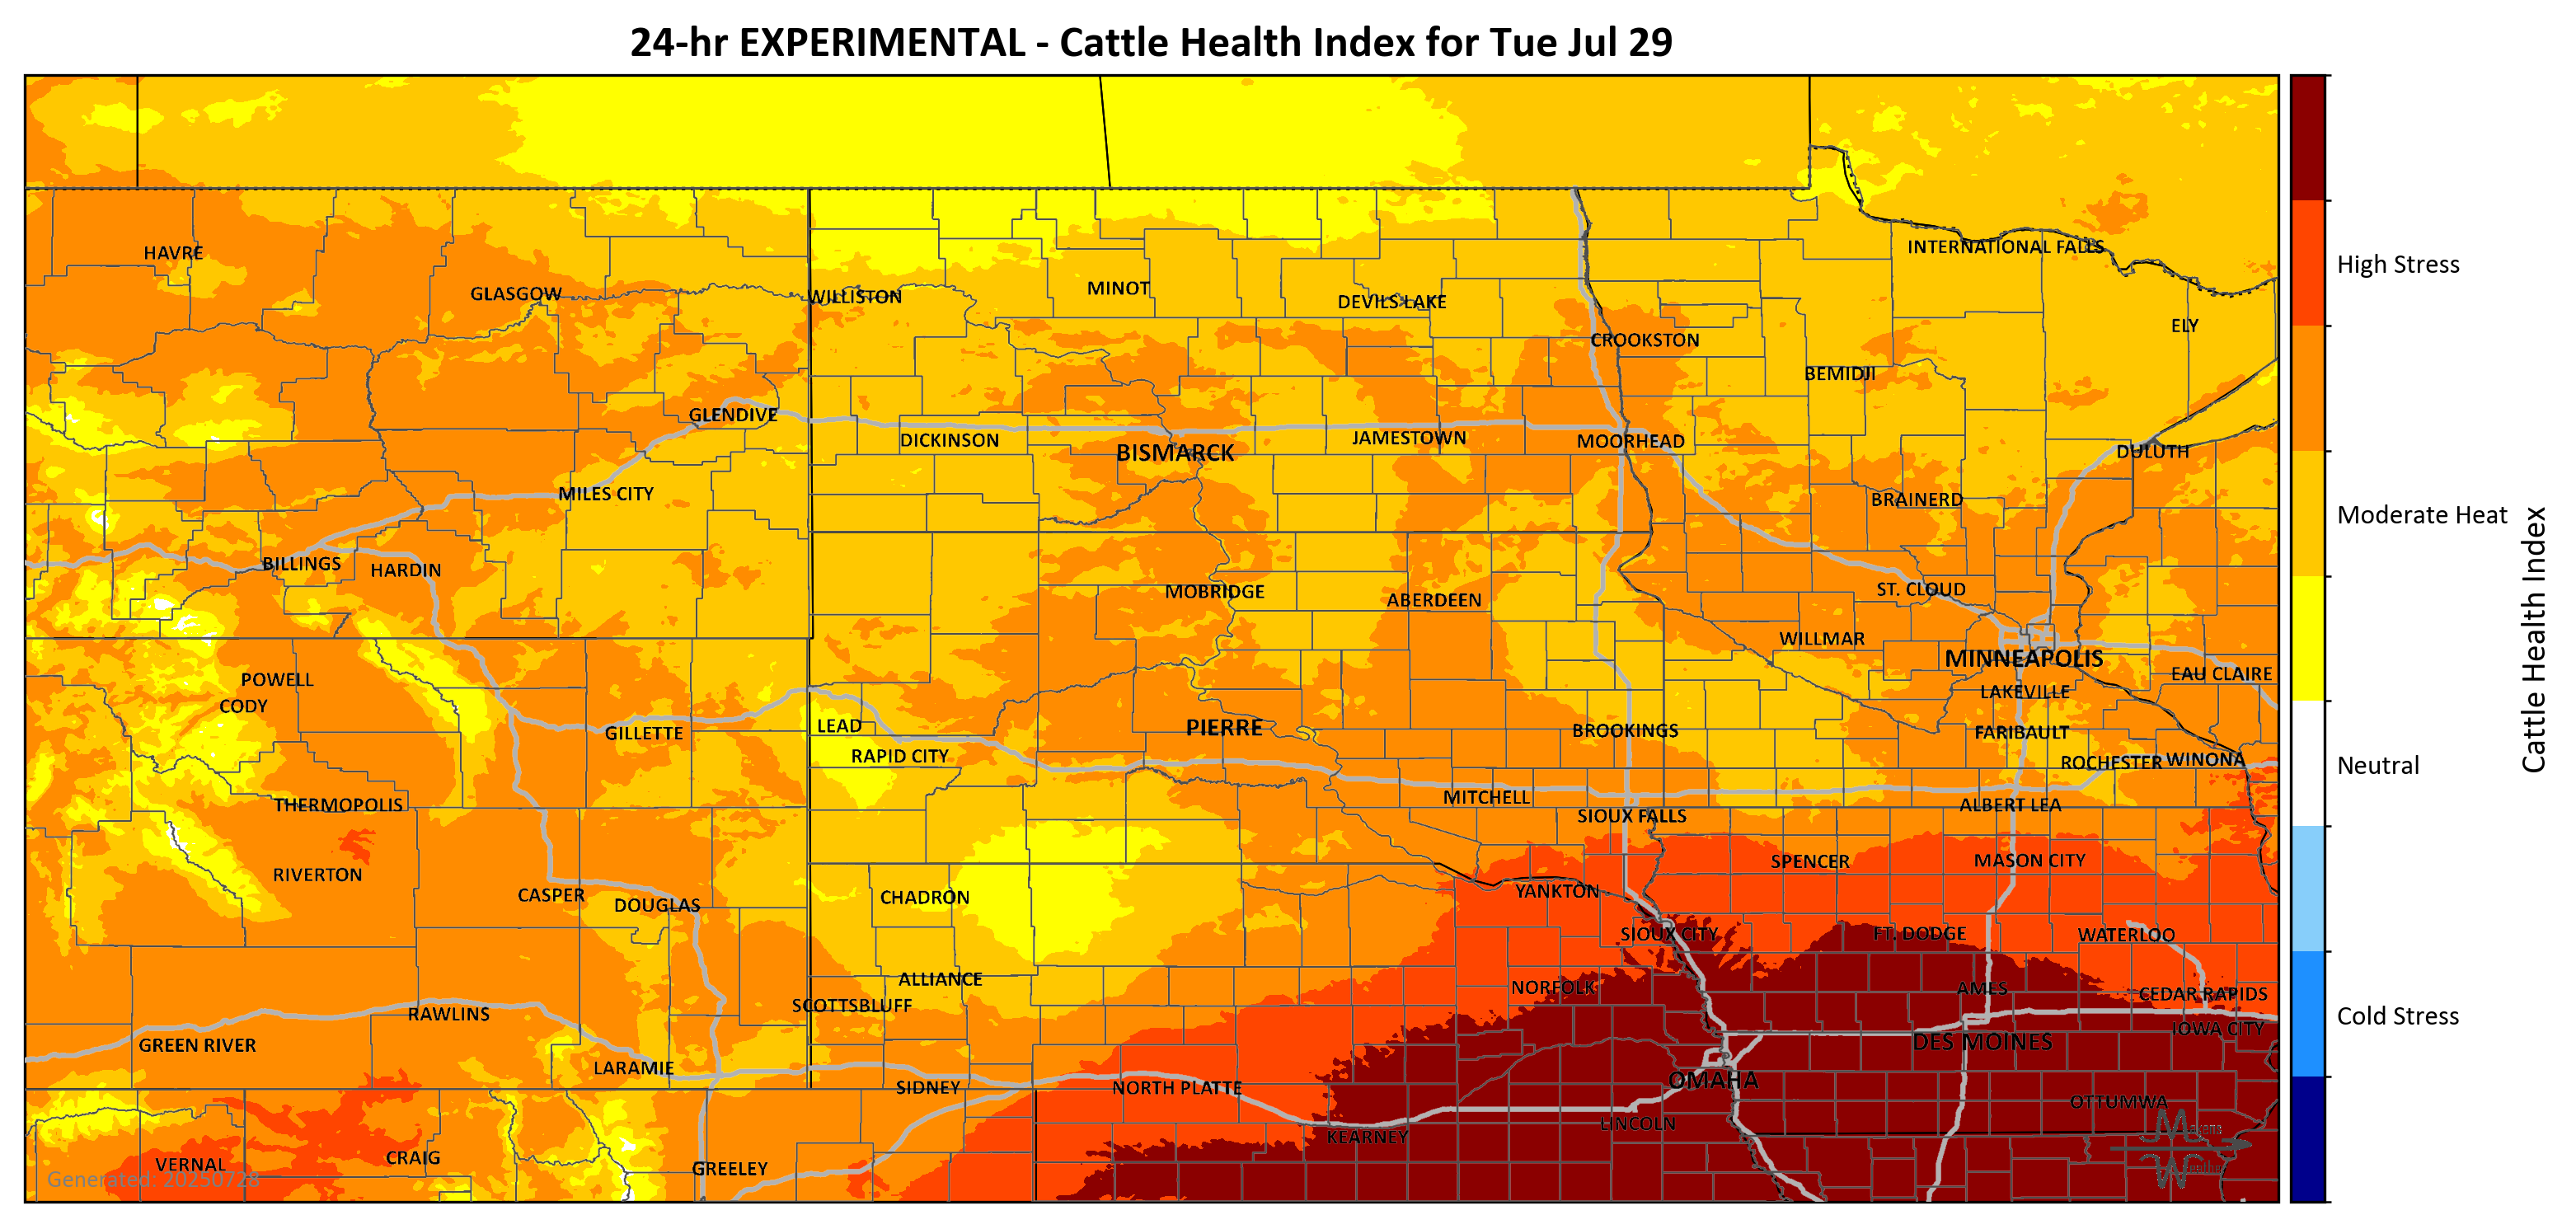 24-hr EXPERIMENTAL - Cattle Health Index for Tue Jul 29
HAVRE
INTERNATIONAL FALLS
GLASGOW
WILLISTON
MINOT
DEVILS LAKE
ELY
CROOKSTON
BEMIDJI
GLENDIVE
DICKINSON
BISMARCK
JAMESTOWN
MOORHEAD
DULUTH
MILES CITY
BRAINERD
BILLINGS
HARDIN
MOBRIDGE
ABERDEEN
ST. CLOUD
WILLMAR
MINNEAPOLIS
POWELL
EAU CLAIRE
CODY
LAKEVILLE
GILLETTE
LEAD
PIERRE
BROOKINGS
FARIBAULT
RAPID CITY
ROCHESTER
WINONA
THERMOPOLIS
MITCHELL
SIOUX FALLS
ALBERT LEA
RIVERTON
SPENCER
MASON CITY
CASPER
DOUGLAS
CHADRON
YANKTON
SIOUX CITY
FT. DODGE
WATERLOO
ALLIANCE
NORFOLK
AMES
CEDAR RAPIDS
SCOTTSBLUFF
RAWLINS
IOWA CITY
GREEN RIVER
DES MOINES
LARAMIE
SIDNEY
NORTH PLATTE
OMAHA
OTTUMWA
LINCOLN
KEARNEY
VERNAL
CRAIG
GREELEY
Generated: 20250728
High Stress
Moderate Heat
Neutral
Cold Stress
Cattle Health Index